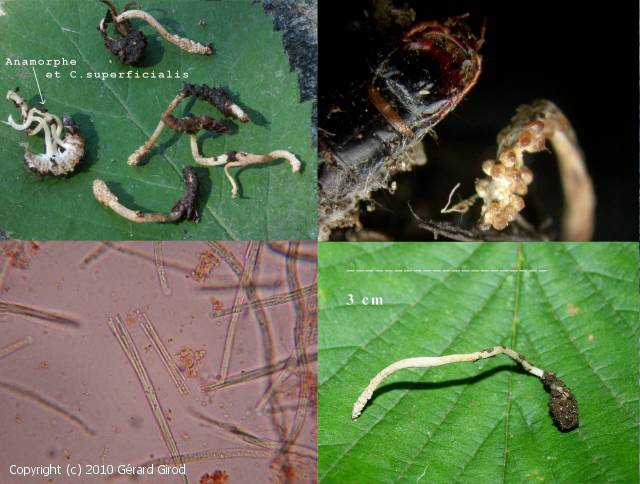 Anamorphe
et C.superficialis
3 cm
Copyright (c) 2010 Gérard Girod